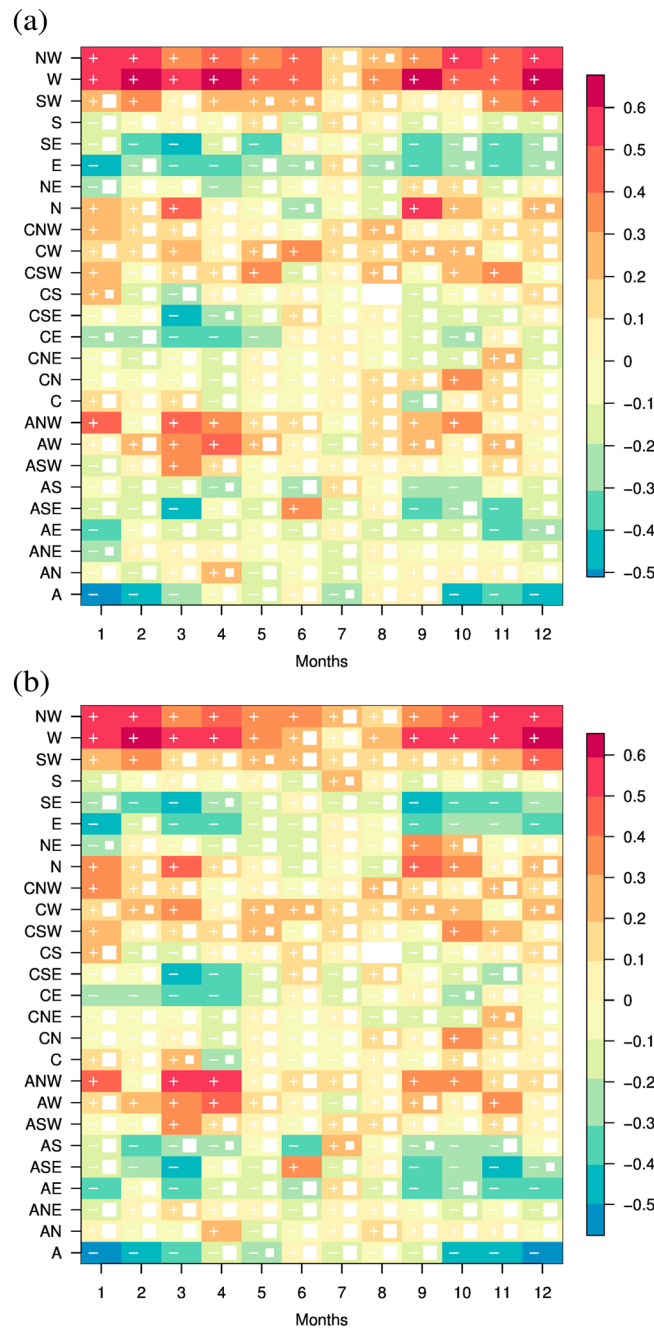 (a)
NW
W
SW
S
SE
E
NE
N
CNW
CW
CSW
CS
CSE
CE
CNE
CN
C
ANW
AW
ASW
AS
ASE
AE
ANE
AN
A
1 2 3 4 5 6 7 8 9 10 11 12
Months
0.6
0.5
0.4
0.3
0.2
0.1
0
−0.1
−0.2
−0.3
−0.4
−0.5
(b)
NW
W
SW
S
SE
E
NE
N
CNW
CW
CSW
CS
CSE
CE
CNE
CN
C
ANW
AW
ASW
AS
ASE
AE
ANE
AN
A
1 2 3 4 5 6 7 8 9 10 11 12
Months
0.6
0.5
0.4
0.3
0.2
0.1
0
−0.1
−0.2
−0.3
−0.4
−0.5